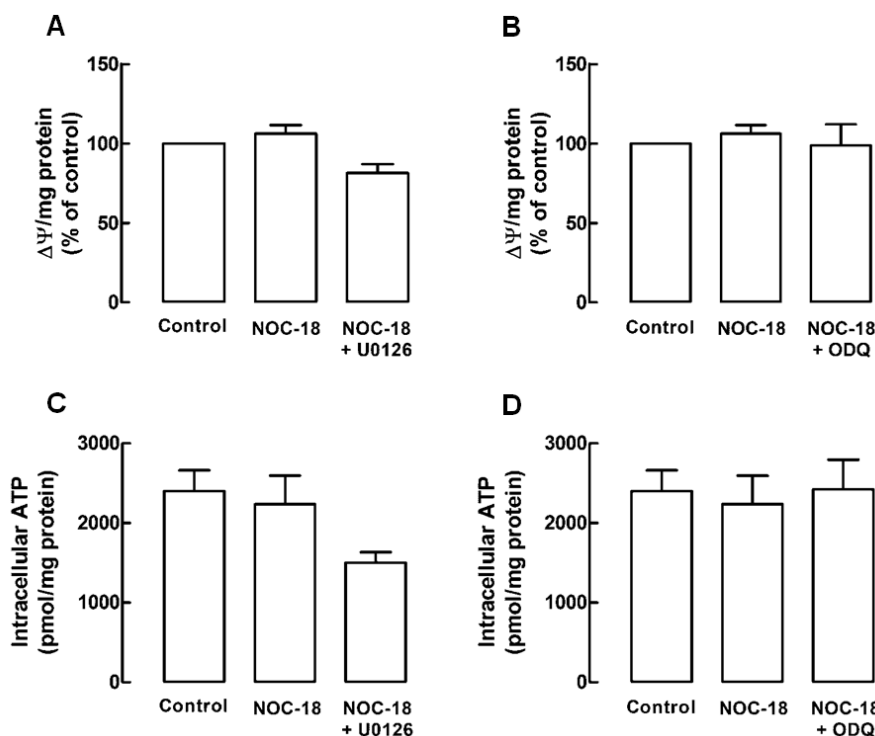 A
ΔΨ/mg protein
(% of control)
150
100
50
0
Control
NOC-18
NOC-18
+ U0126
B
ΔΨ/mg protein
(% of control)
150
100
50
0
Control
NOC-18
NOC-18
+ ODQ
C
Intracellular ATP
(pmol/mg protein)
3000
2000
1000
0
Control
NOC-18
NOC-18
+ U0126
D
Intracellular ATP
(pmol/mg protein)
3000
2000
1000
0
Control
NOC-18
NOC-18
+ ODQ